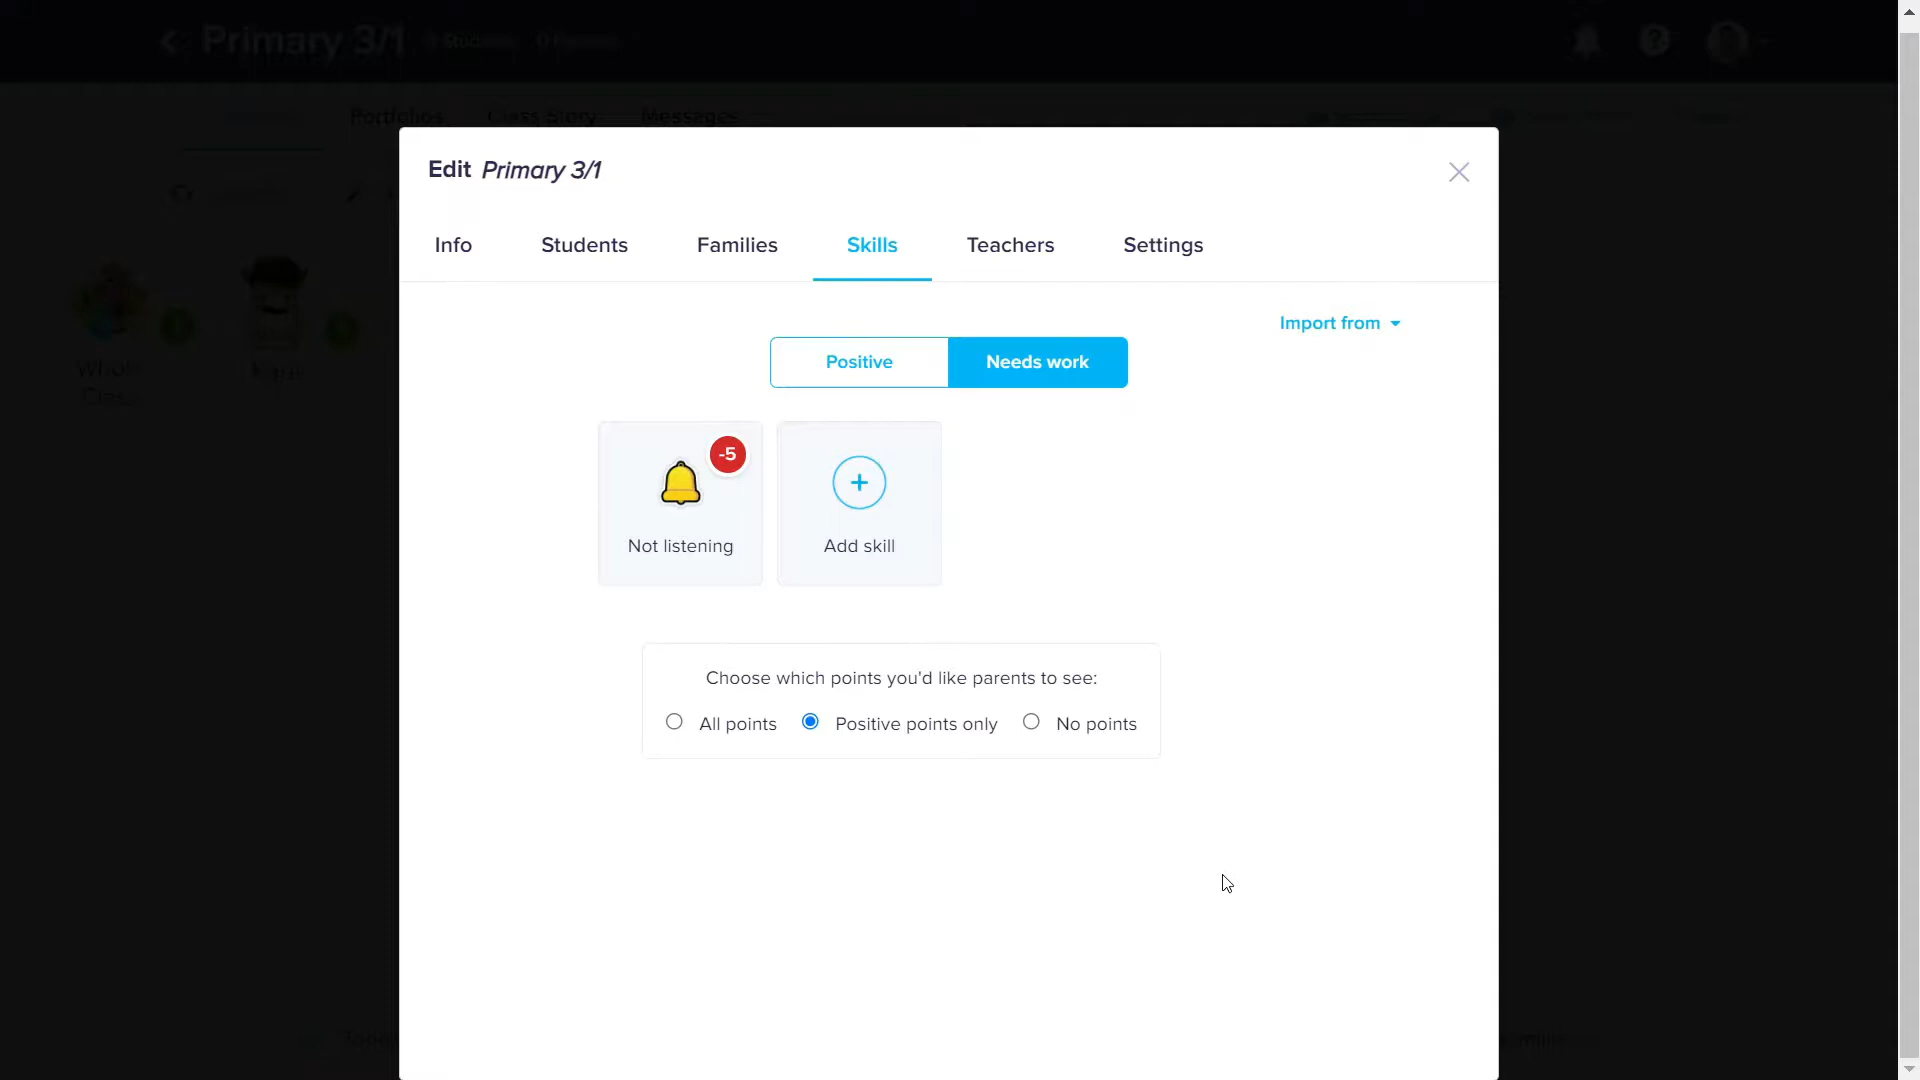 Primary 3/1
Portfolios Class Story Messages
Edit Primary 3/1
Info Students Families Skills Teachers Settings
Import from
Positive Needs work
-5
Not listening Add skill
Choose which points you'd like parents to see:
All points Positive points only No points